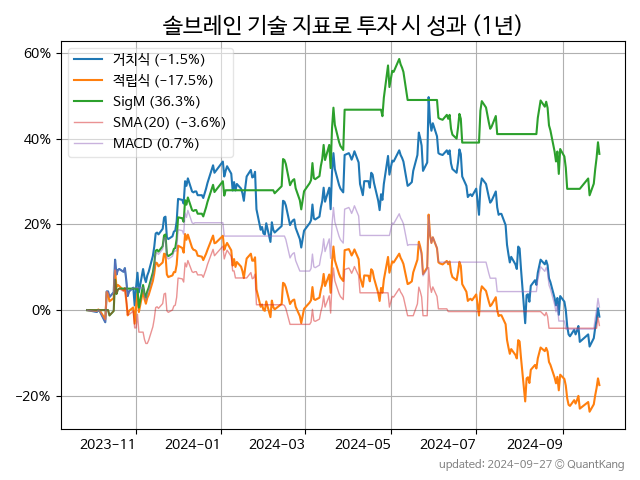 솔브레인 기술 지표로 투자 시 성과 (1년)
거치식 (−1.5%)
적립식 (−17.5%)
SigM (36.3%)
SMA(20) (−3.6%)
MACD (0.7%)
60%
40%
20%
0%
−20%
2023-11
2024-01
2024-03
2024-05
2024-07
2024-09
updated: 2024-09-27 © QuantKang